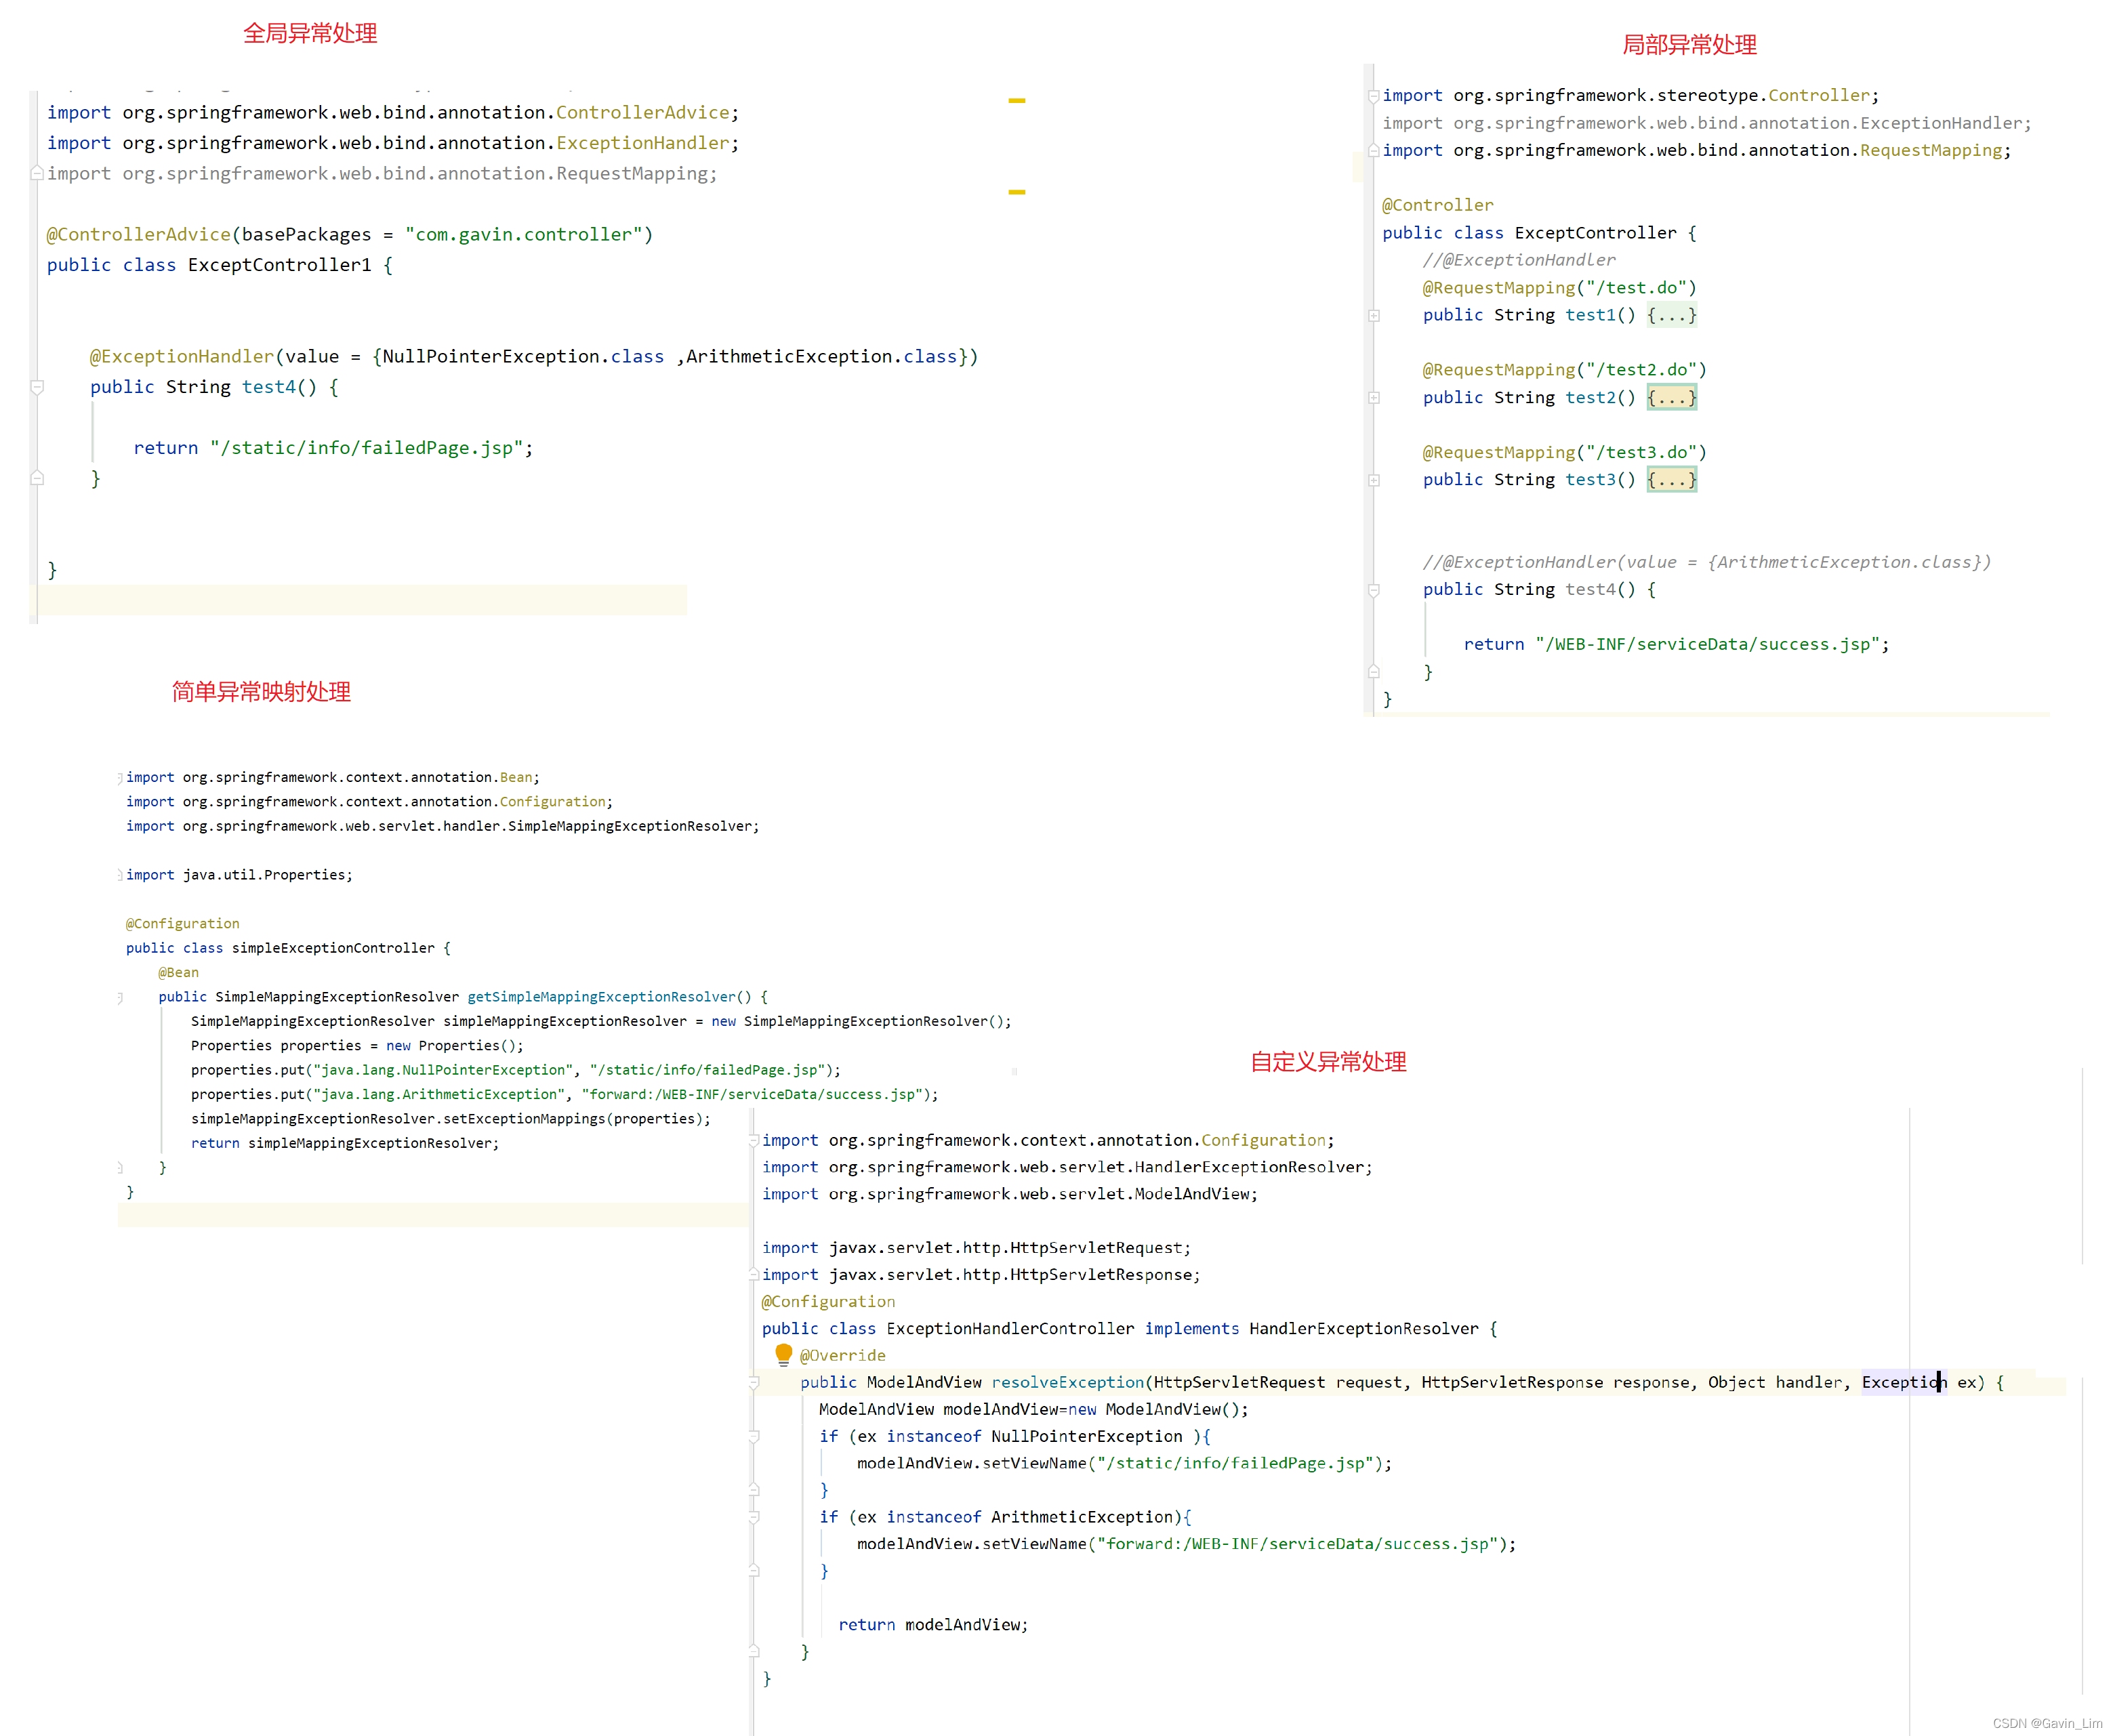 全局异常处理
import org.springframework.web.bind.annotation.ControllerAdvice;
import org.springframework.web.bind.annotation.ExceptionHandler;
import org.springframework.web.bind.annotation.RequestMapping;
@ControllerAdvice(basePackages = "com.gavin.controller")
public class ExceptController1 {
@ExceptionHandler(value = {NullPointerException.class ,ArithmeticException.class})
public String test4() {
return "/static/info/failedPage.jsp";
}
}
局部异常处理
import org.springframework.stereotype.Controller;
import org.springframework.web.bind.annotation.ExceptionHandler;
import org.springframework.web.bind.annotation.RequestMapping;
@Controller
public class ExceptController {
//@ExceptionHandler
@RequestMapping("/test.do")
public String test1() {...}
@RequestMapping("/test2.do")
public String test2() {...}
@RequestMapping("/test3.do")
public String test3() {...}
//@ExceptionHandler(value = {ArithmeticException.class})
public String test4() {
return "/WEB-INF/serviceData/success.jsp";
}
}
简单异常映射处理
import org.springframework.context.annotation.Bean;
import org.springframework.context.annotation.Configuration;
import org.springframework.web.servlet.handler.SimpleMappingExceptionResolver;
import java.util.Properties;
@Configuration
public class simpleExceptionController {
@Bean
public SimpleMappingExceptionResolver getSimpleMappingExceptionResolver() {
SimpleMappingExceptionResolver simpleMappingExceptionResolver = new SimpleMappingExceptionResolver();
Properties properties = new Properties();
properties.put("java.lang.NullPointerException", "/static/info/failedPage.jsp");
properties.put("java.lang.ArithmeticException", "forward:/WEB-INF/serviceData/success.jsp");
simpleMappingExceptionResolver.setExceptionMappings(properties);
return simpleMappingExceptionResolver;
}
}
自定义异常处理
import org.springframework.context.annotation.Configuration;
import org.springframework.web.servlet.HandlerExceptionResolver;
import org.springframework.web.servlet.ModelAndView;
import javax.servlet.http.HttpServletRequest;
import javax.servlet.http.HttpServletResponse;
@Configuration
public class ExceptionHandlerController implements HandlerExceptionResolver {
@Override
public ModelAndView resolveException(HttpServletRequest request, HttpServletResponse response, Object handler, Exception ex) {
ModelAndView modelAndView=new ModelAndView();
if (ex instanceof NullPointerException ){
modelAndView.setViewName("/static/info/failedPage.jsp");
}
if (ex instanceof ArithmeticException){
modelAndView.setViewName("forward:/WEB-INF/serviceData/success.jsp");
}
return modelAndView;
}
}
CSDN @Gavin_Lim